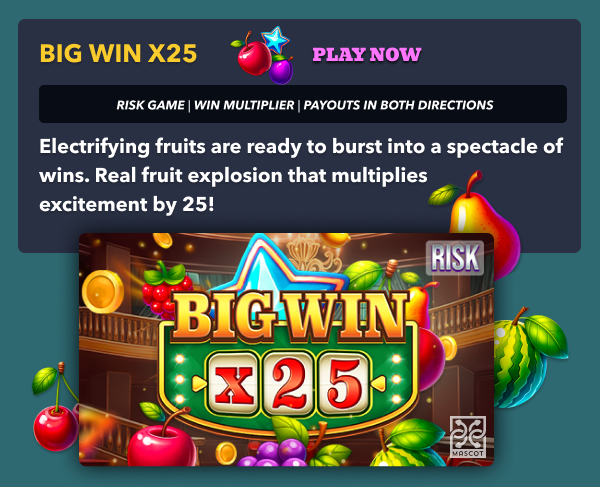 BIG WIN X25
PLAY NOW
RISK GAME | WIN MULTIPLIER | PAYOUTS IN BOTH DIRECTIONS
Electrifying fruits are ready to burst into a spectacle of
wins. Real fruit explosion that multiplies
excitement by 25!
RISK
BIG WIN
x25
MASCOT